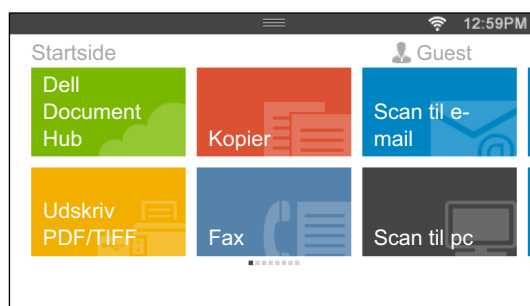 12:59PM
Startside
Guest
Dell
Document
Hub
Kopier
Scan til e-
mail
Udskriv
PDF/TIFF
Fax
Scan til pc